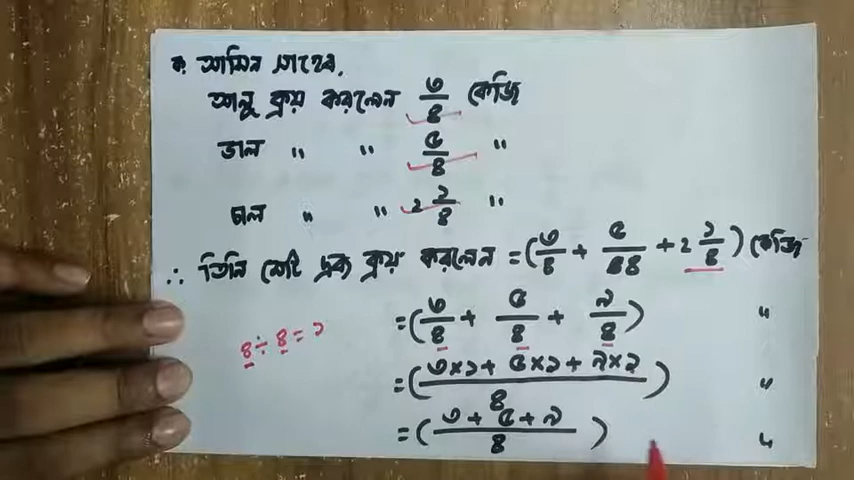 ক. আমিন সাহেব,
আলু ক্রয় করলেন ৩/৪ কেজি
ডাল " " ৫/৪ "
চাল " " ২ ১/৪ "
∴ তিনি মোট দ্রব্য ক্রয় করলেন = (৩/৪ + ৫/৪ + ২ ১/৪) কেজি
= (৩/৪ + ৫/৪ + ৯/৪) "
৪ ÷ ৪ = ১
= (৩×১ + ৫×১ + ৯×১ / ৪) "
= (৩ + ৫ + ৯ / ৪) "